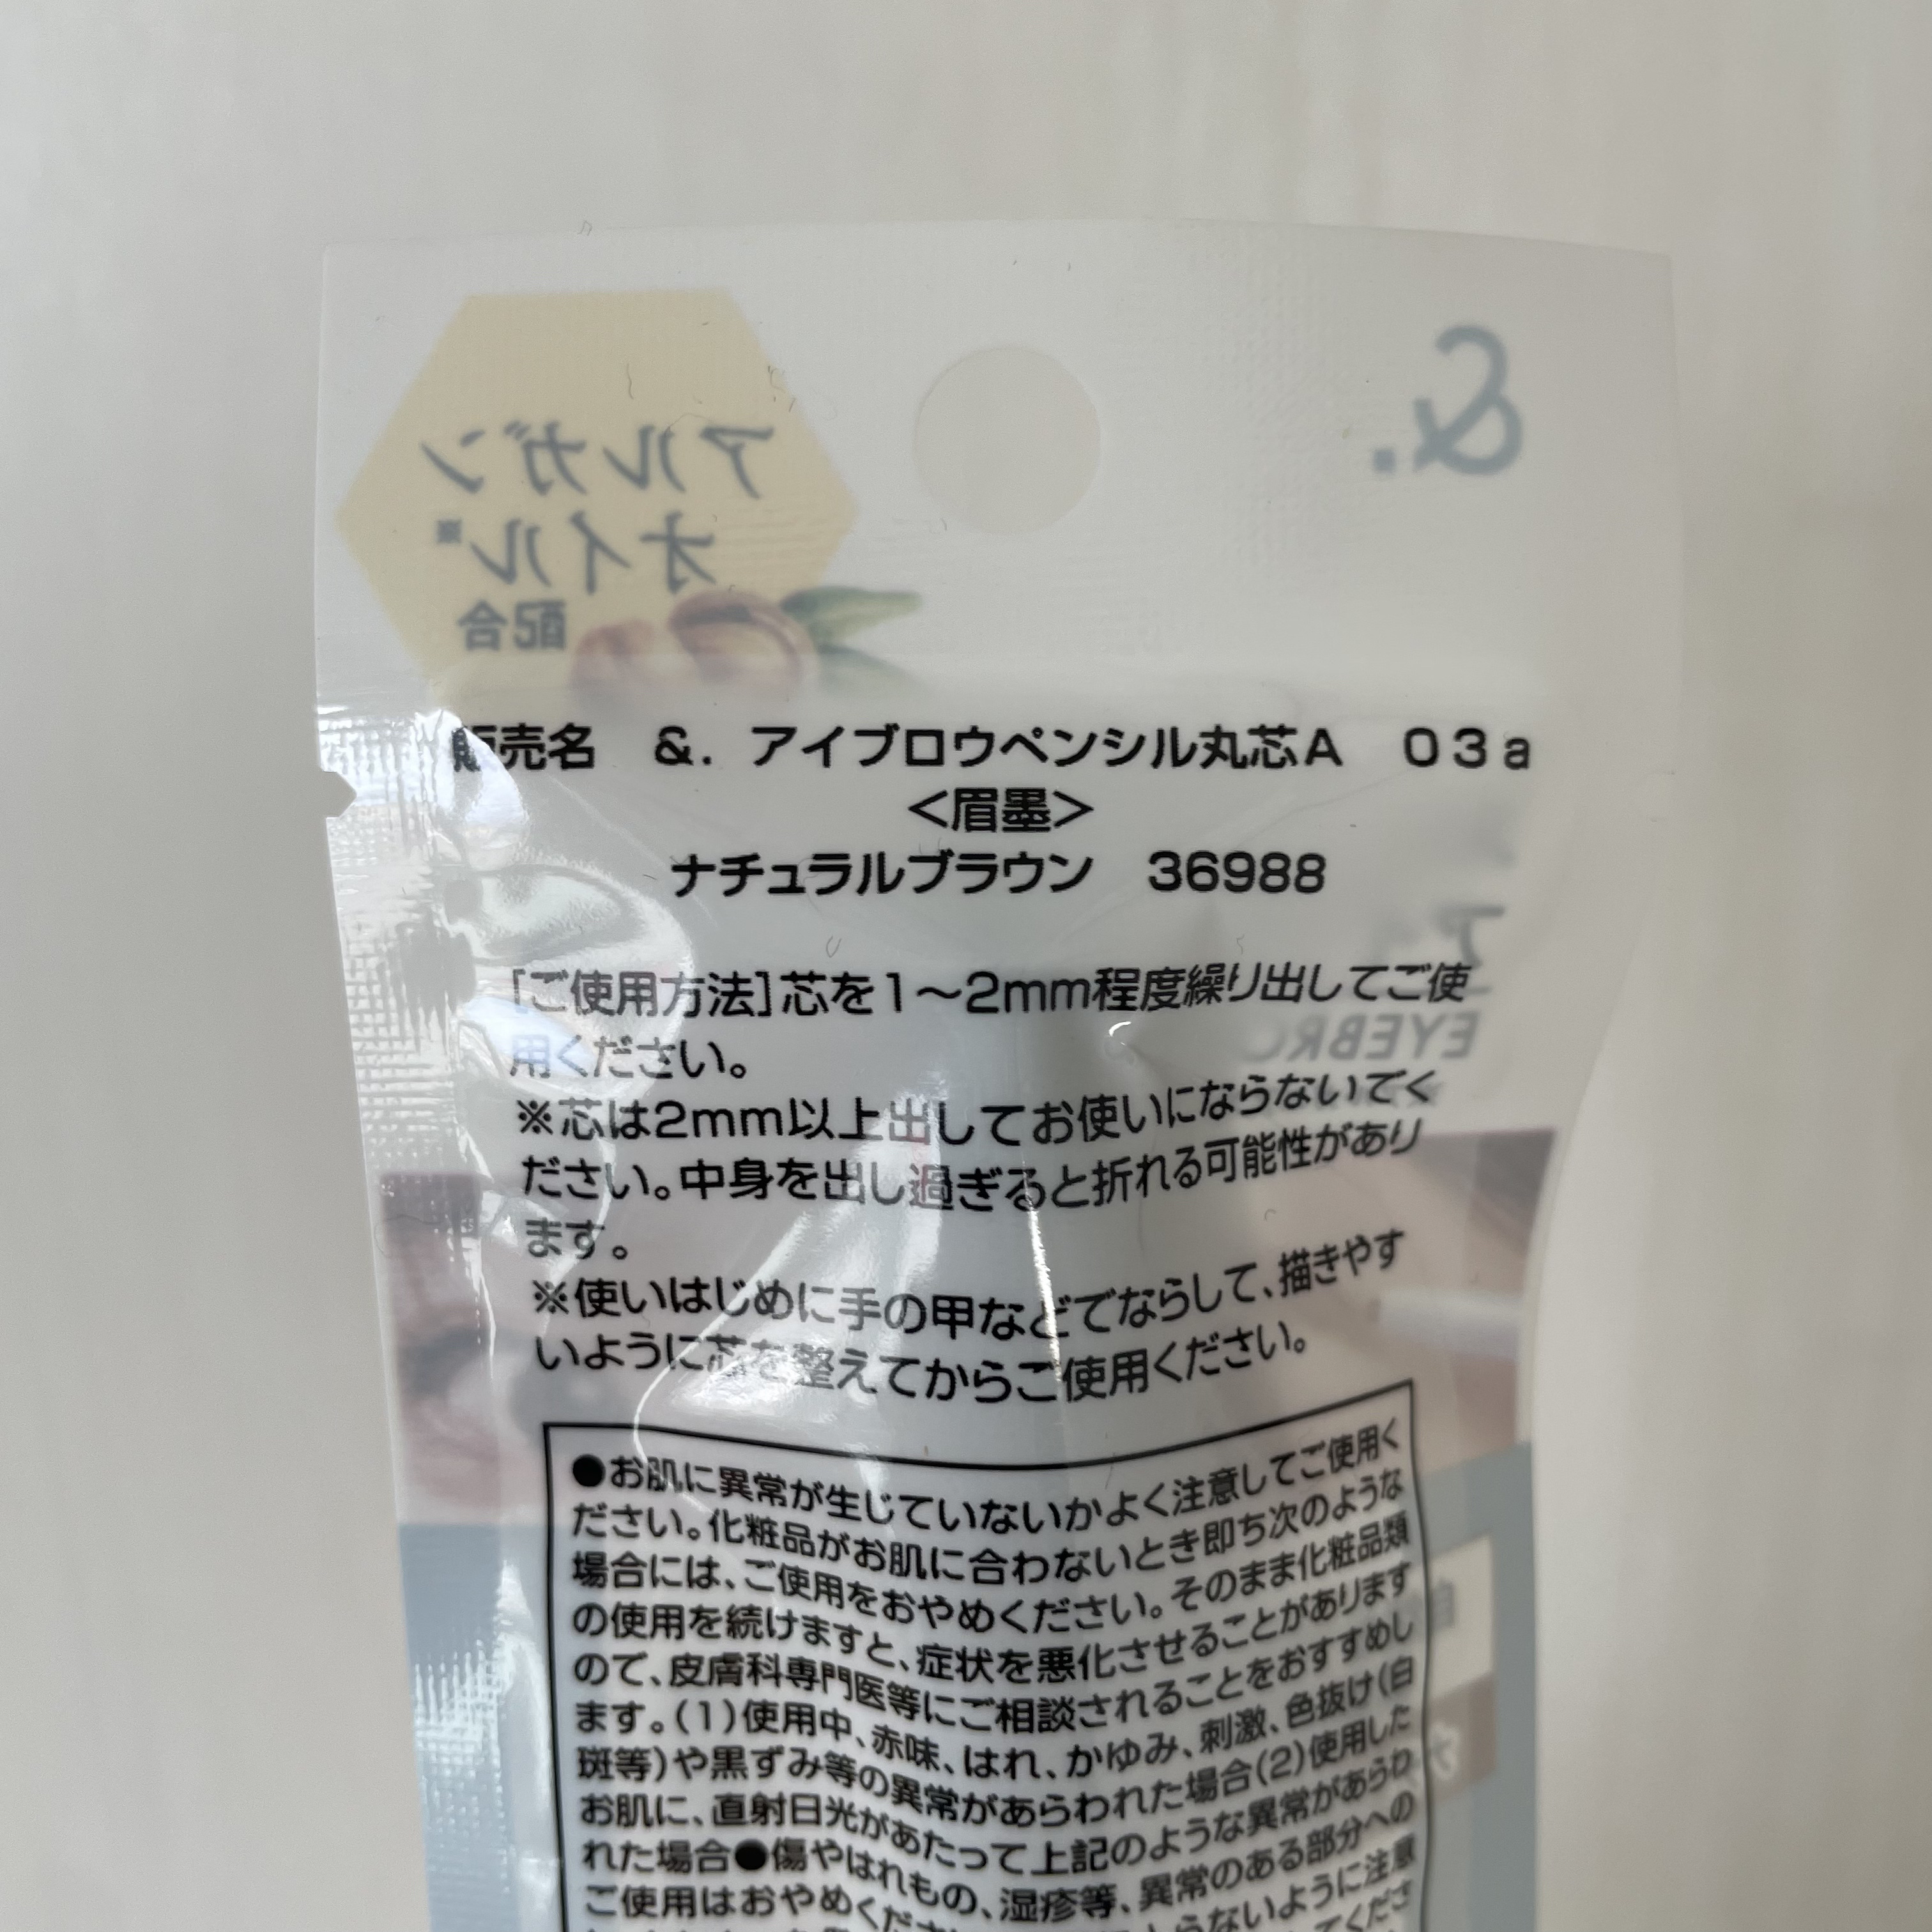 &.
アルガン
オイル※
配合
販売名 &. アイブロウペンシル丸芯A 03a
<眉墨>
ナチュラルブラウン 36988
[ご使用方法]芯を1~2mm程度繰り出してご使
用ください。
EYEBR
※芯は2mm以上出してお使いにならないでく
ださい。中身を出し過ぎると折れる可能性があり
ます。
※使いはじめに手の甲などでならして、描きやす
いように芯を整えてからご使用ください。
●お肌に異常が生じていないかよく注意してご使用く
ださい。化粧品がお肌に合わないとき即ち次のような
場合には、ご使用をおやめください。そのまま化粧品類
の使用を続けますと、症状を悪化させることがあります
ので、皮膚科専門医等にご相談されることをおすすめし
ます。(1)使用中、赤味、はれ、かゆみ、刺激、色抜け(白
斑等)や黒ずみ等の異常があらわれた場合(2)使用した
お肌に、直射日光があたって上記のような異常があらわ
れた場合●傷やはれもの、湿疹等、異常のある部分への
ご使用はおやめくださ らないように注意
てくださ